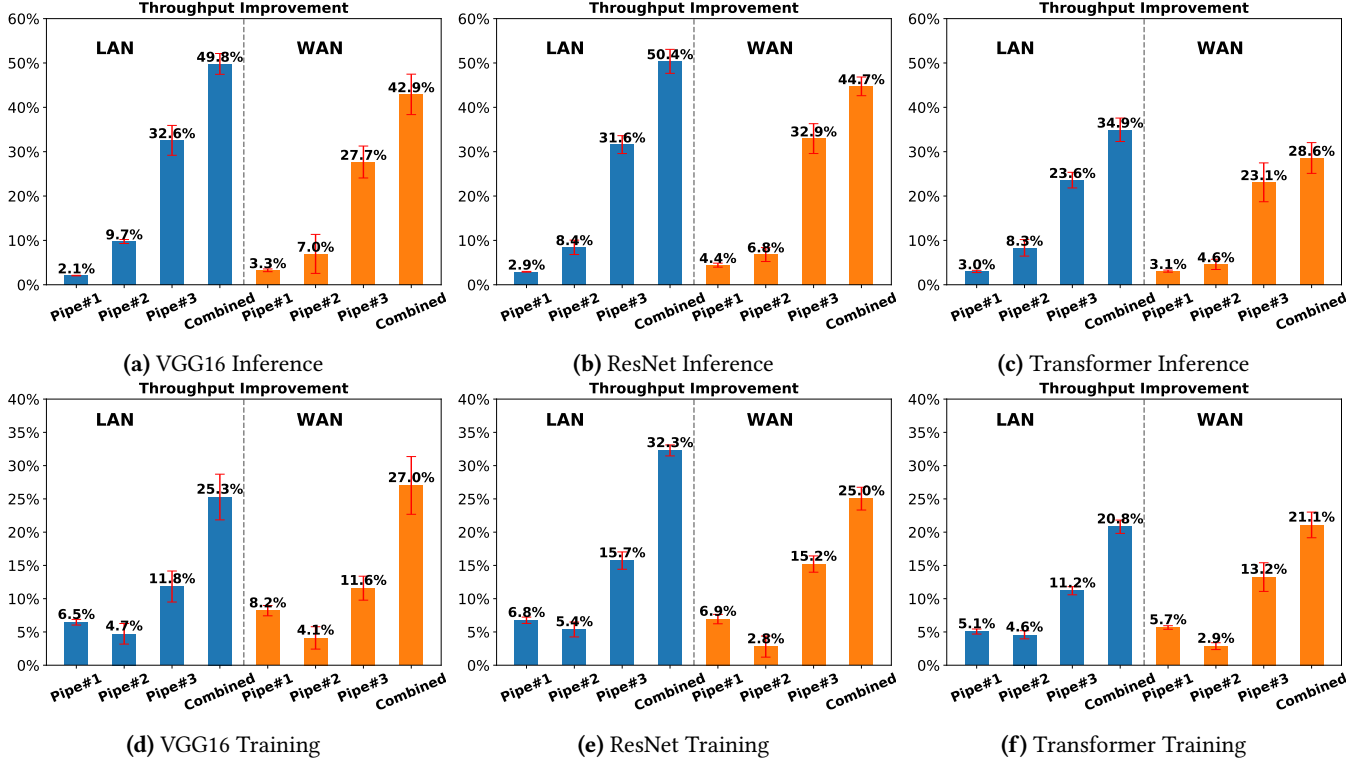 Throughput Improvement
60%
50%
40%
30%
20%
10%
0%
LAN
WAN
2.1%
9.7%
32.6%
49.8%
3.3%
7.0%
27.7%
42.9%
Pipe#1
Pipe#2
Pipe#3
Combined
Pipe#1
Pipe#2
Pipe#3
Combined
(a) VGG16 Inference
Throughput Improvement
60%
50%
40%
30%
20%
10%
0%
LAN
WAN
2.9%
8.4%
31.6%
50.4%
4.4%
6.8%
32.9%
44.7%
Pipe#1
Pipe#2
Pipe#3
Combined
Pipe#1
Pipe#2
Pipe#3
Combined
(b) ResNet Inference
Throughput Improvement
60%
50%
40%
30%
20%
10%
0%
LAN
WAN
3.0%
8.3%
23.6%
34.9%
3.1%
4.6%
23.1%
28.6%
Pipe#1
Pipe#2
Pipe#3
Combined
Pipe#1
Pipe#2
Pipe#3
Combined
(c) Transformer Inference
Throughput Improvement
40%
35%
30%
25%
20%
15%
10%
5%
0%
LAN
WAN
6.5%
4.7%
11.8%
25.3%
8.2%
4.1%
11.6%
27.0%
Pipe#1
Pipe#2
Pipe#3
Combined
Pipe#1
Pipe#2
Pipe#3
Combined
(d) VGG16 Training
Throughput Improvement
40%
35%
30%
25%
20%
15%
10%
5%
0%
LAN
WAN
6.8%
5.4%
15.7%
32.3%
6.9%
2.8%
15.2%
25.0%
Pipe#1
Pipe#2
Pipe#3
Combined
Pipe#1
Pipe#2
Pipe#3
Combined
(e) ResNet Training
Throughput Improvement
40%
35%
30%
25%
20%
15%
10%
5%
0%
LAN
WAN
5.1%
4.6%
11.2%
20.8%
5.7%
2.9%
13.2%
21.1%
Pipe#1
Pipe#2
Pipe#3
Combined
Pipe#1
Pipe#2
Pipe#3
Combined
(f) Transformer Training